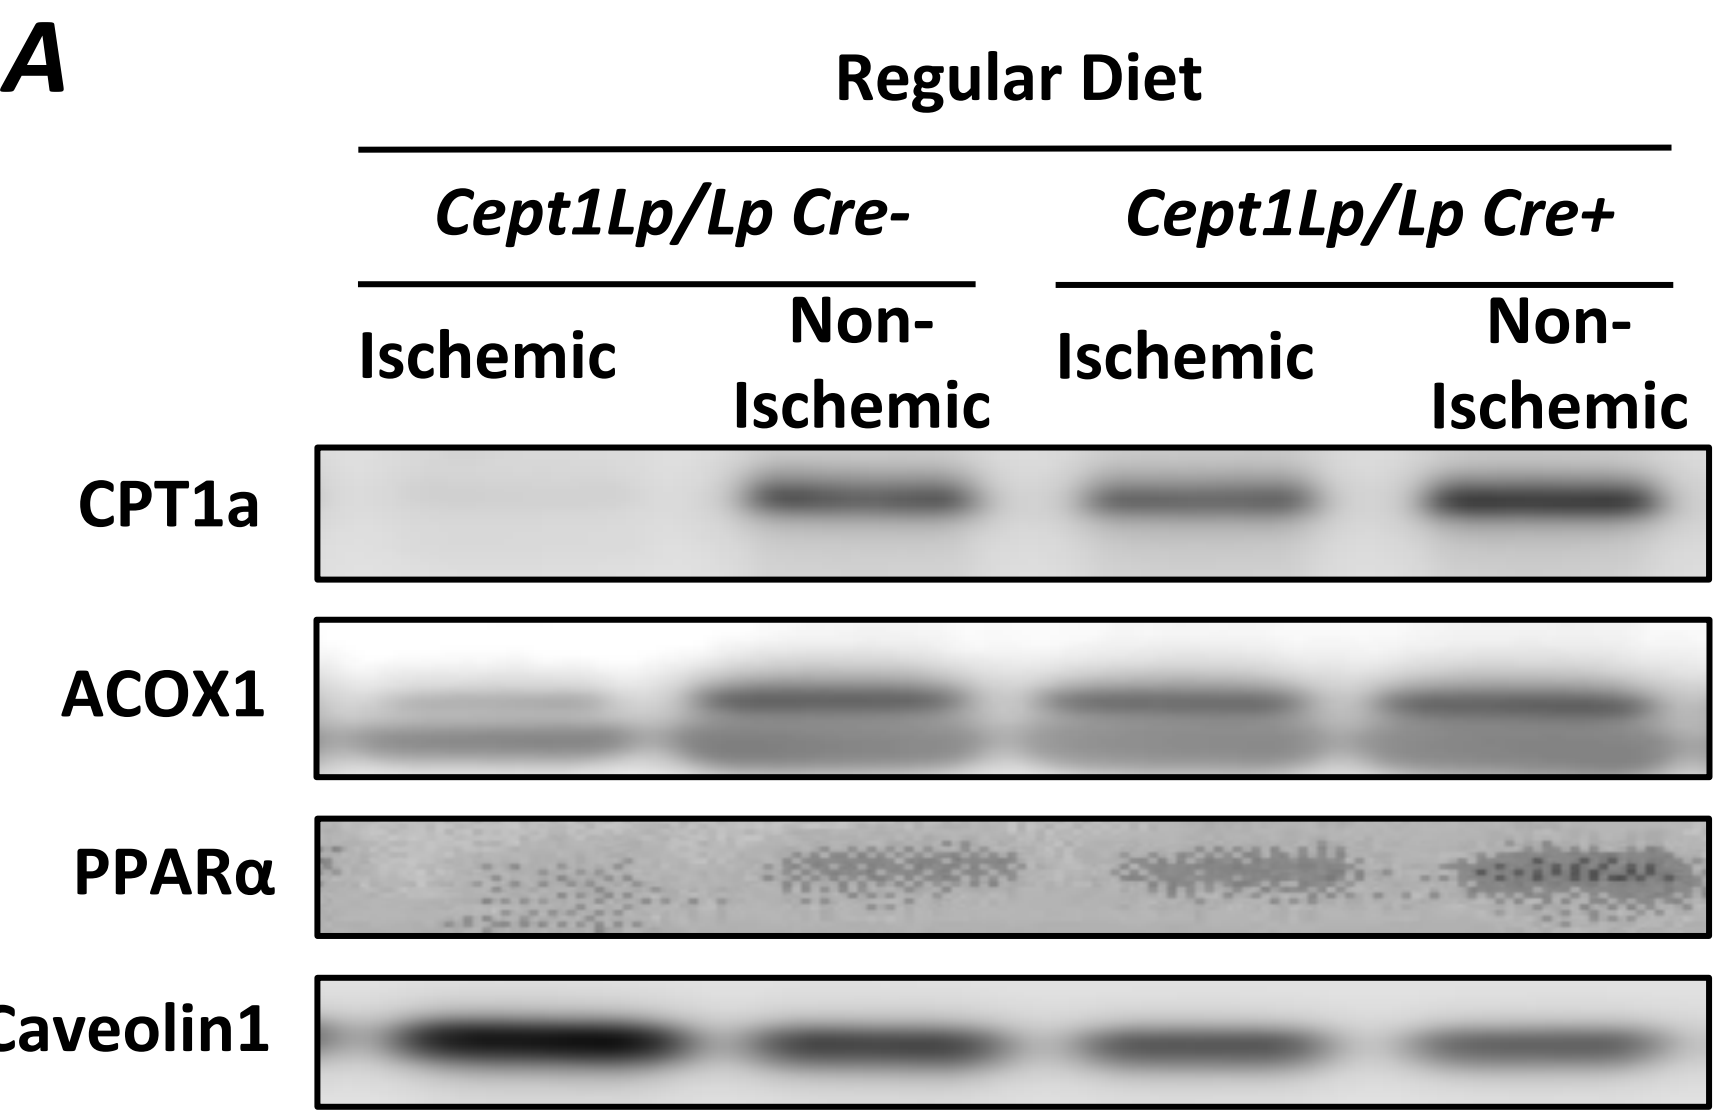 A
Regular Diet
Cept1Lp/Lp Cre- Cept1Lp/Lp Cre+
Ischemic Non-Ischemic Ischemic Non-Ischemic
CPT1a
ACOX1
PPARα
Caveolin1